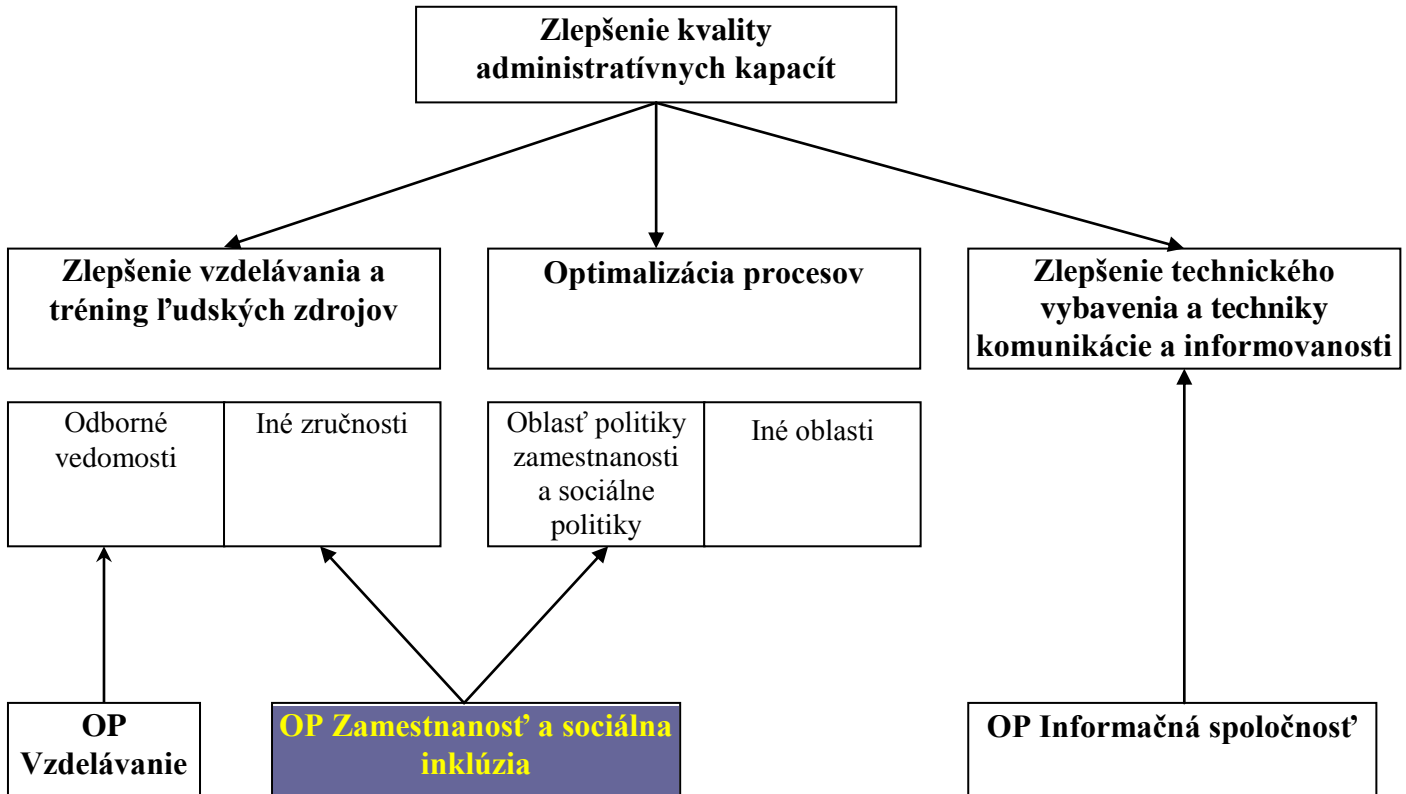 Zlepšenie kvality
administratívnych kapacít
Zlepšenie vzdelávania a
tréning ľudských zdrojov
Optimalizácia procesov
Zlepšenie technického
vybavenia a techniky
komunikácie a informovanosti
Odborné
vedomosti
Iné zručnosti
Oblasť politiky
zamestnanosti
a sociálne
politiky
Iné oblasti
OP
Vzdelávanie
OP Zamestnanosť a sociálna
inklúzia
OP Informačná spoločnosť